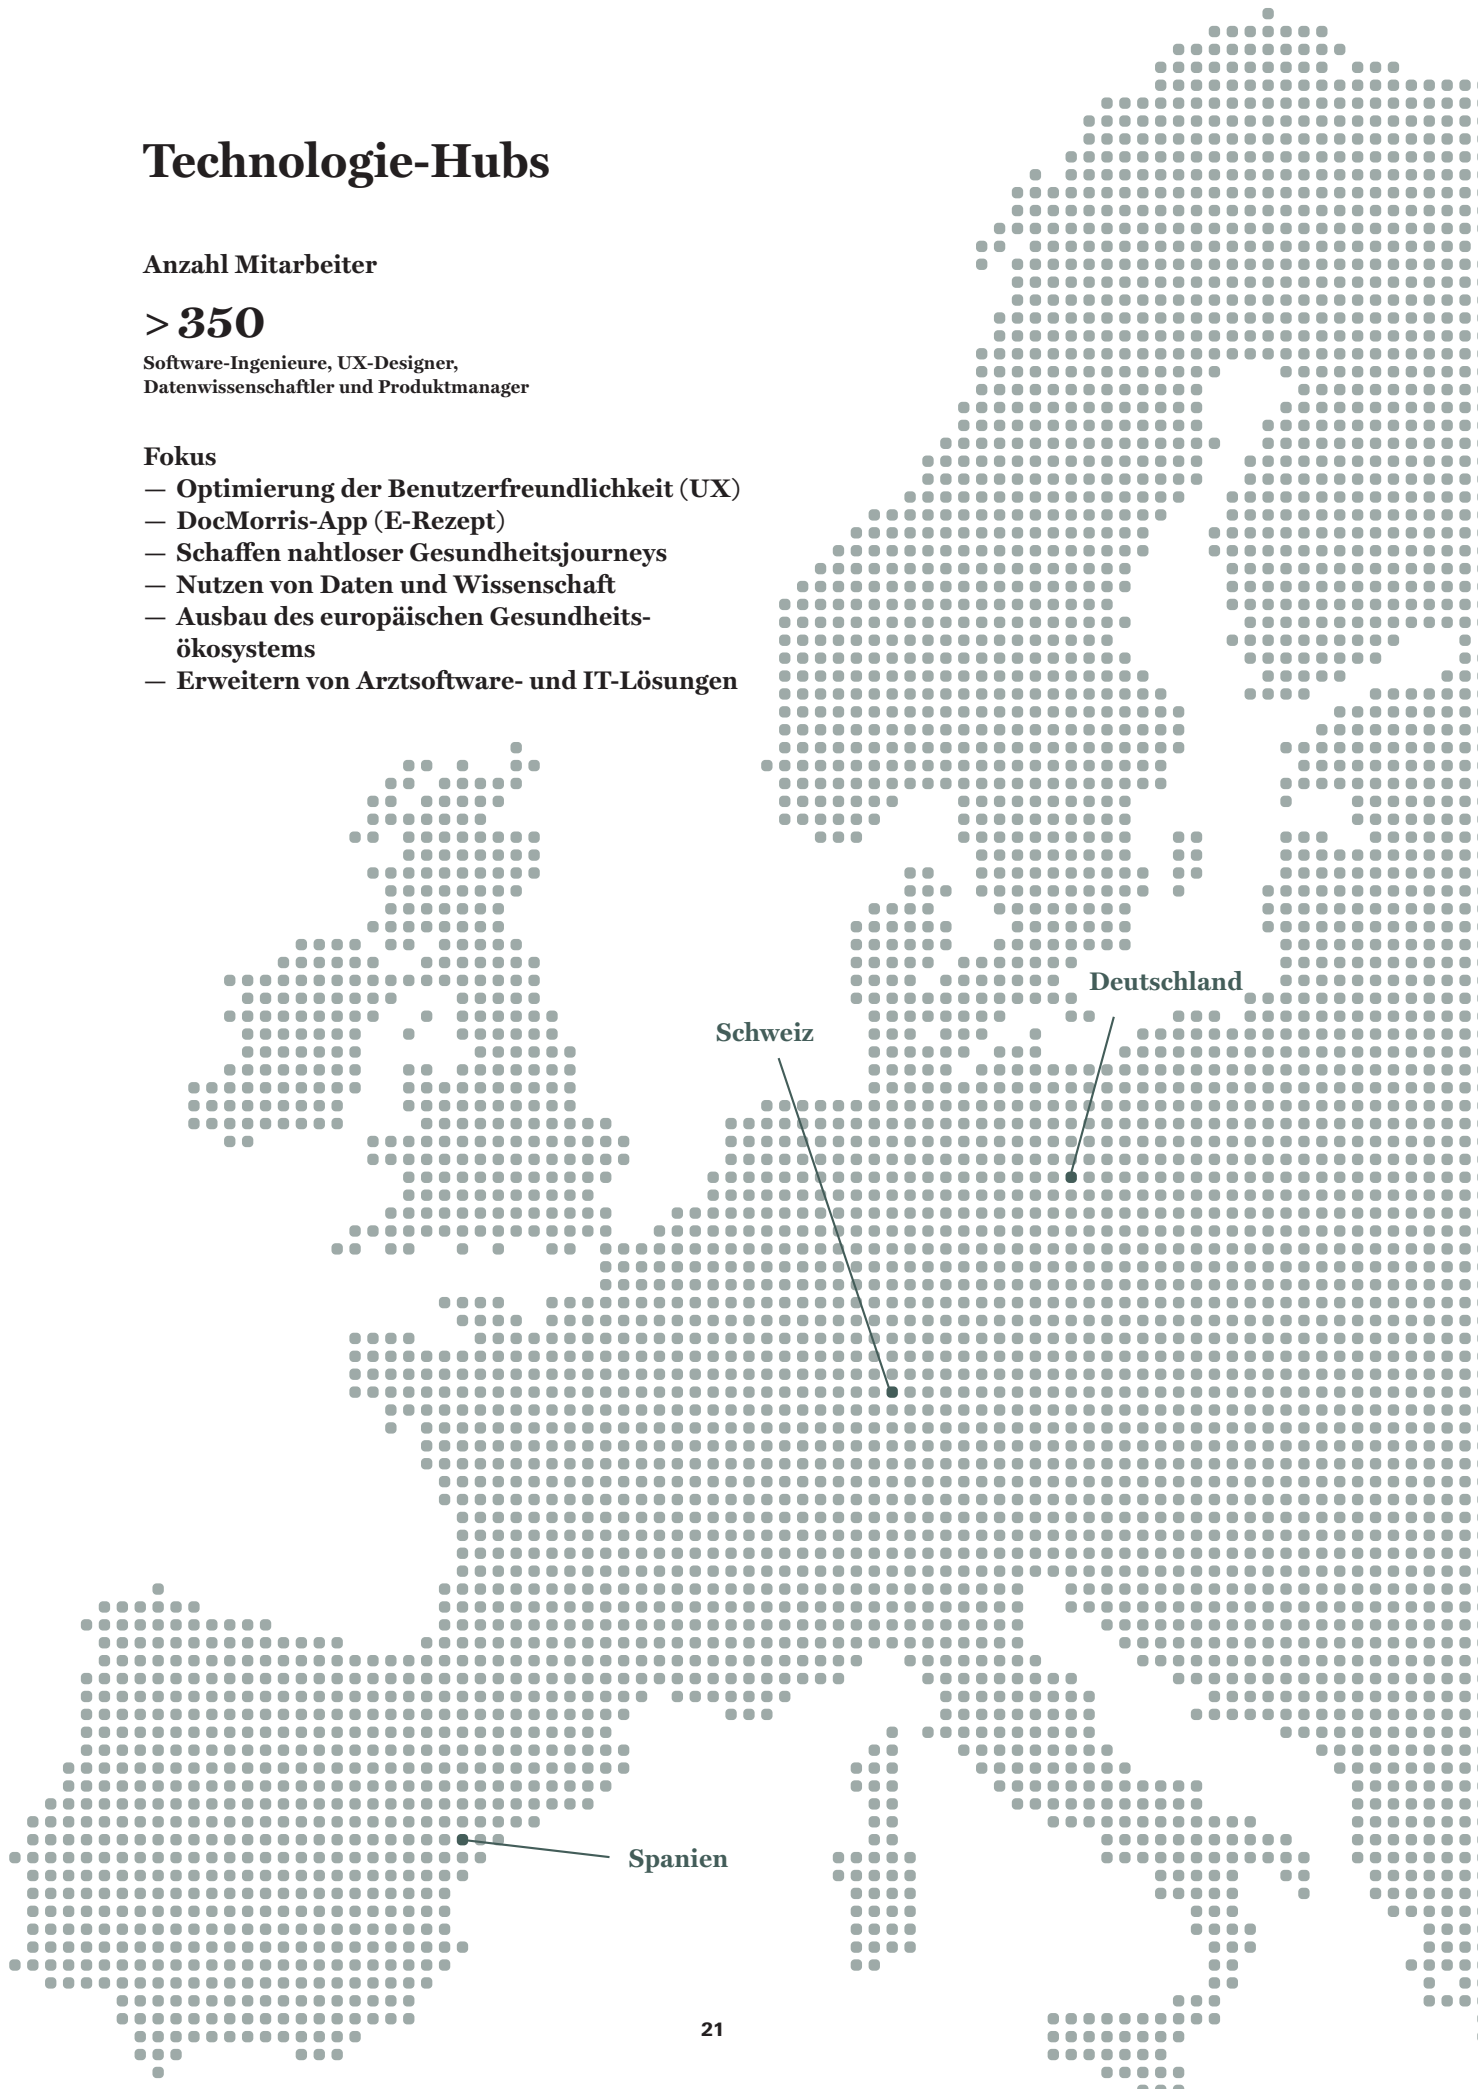 Technologie-Hubs
Anzahl Mitarbeiter
> 350
Software-Ingenieure, UX-Designer,
Datenwissenschaftler und Produktmanager
Fokus
— Optimierung der Benutzerfreundlichkeit (UX)
— DocMorris-App (E-Rezept)
— Schaffen nahtloser Gesundheitsjourneys
— Nutzen von Daten und Wissenschaft
— Ausbau des europäischen Gesundheits-
ökosystems
— Erweitern von Arztsoftware- und IT-Lösungen
Deutschland
Schweiz
Spanien
21